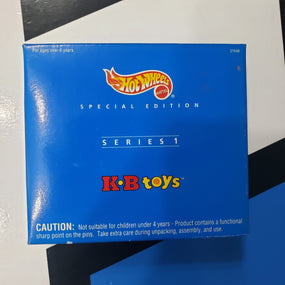 For ages over 4 years.
Hot Wheels
SPECIAL EDITION
SERIES 1
K•B toys™
CAUTION: Not suitable for children under 4 years - Product contains a functional
sharp point on the pins. Take extra care during unpacking, assembly, and use.